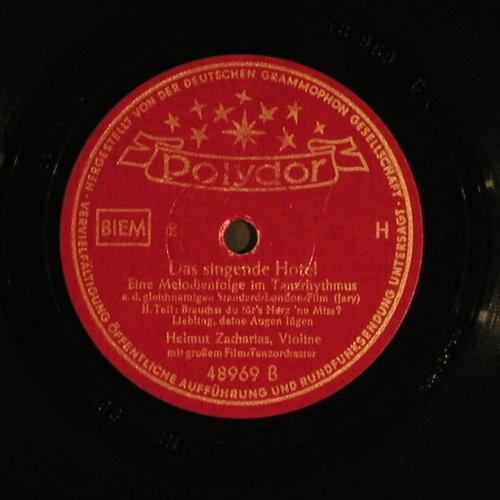 HERGESTELLT VON DER DEUTSCHEN GRAMMOPHON GESELLSCHAFT
Polydor
BIEM
H
Das singende Hotel
Eine Melodienfolge im Tanzrhythmus
a. d. gleichnamigen Standard/London-Film (Jary)
II. Teil: Brauchst du für's Herz 'ne Miss?
Liebling, deine Augen lügen
Helmut Zacharias, Violine
mit großem Film-Tanzorchester
48969 B
VERVIELFÄLTIGUNG ÖFFENTLICHE AUFFÜHRUNG UND RUNDFUNKSENDUNG UNTERSAGT